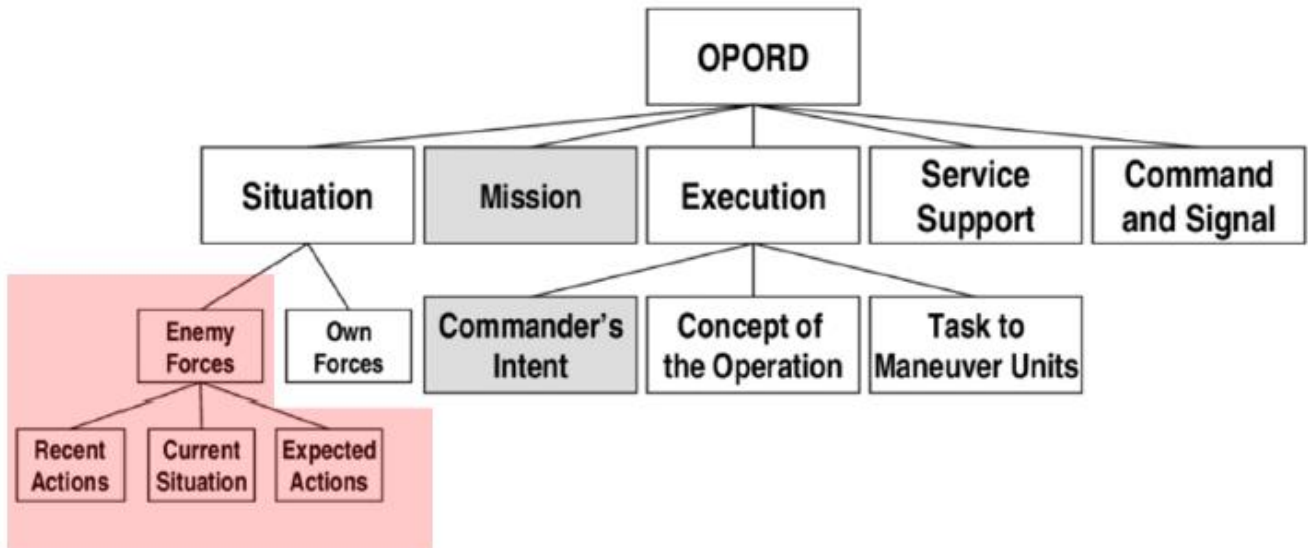 OPORD
Situation
Mission
Execution
Service
Support
Command
and Signal
Enemy
Forces
Own
Forces
Commander's
Intent
Concept of
the Operation
Task to
Maneuver Units
Recent
Actions
Current
Situation
Expected
Actions